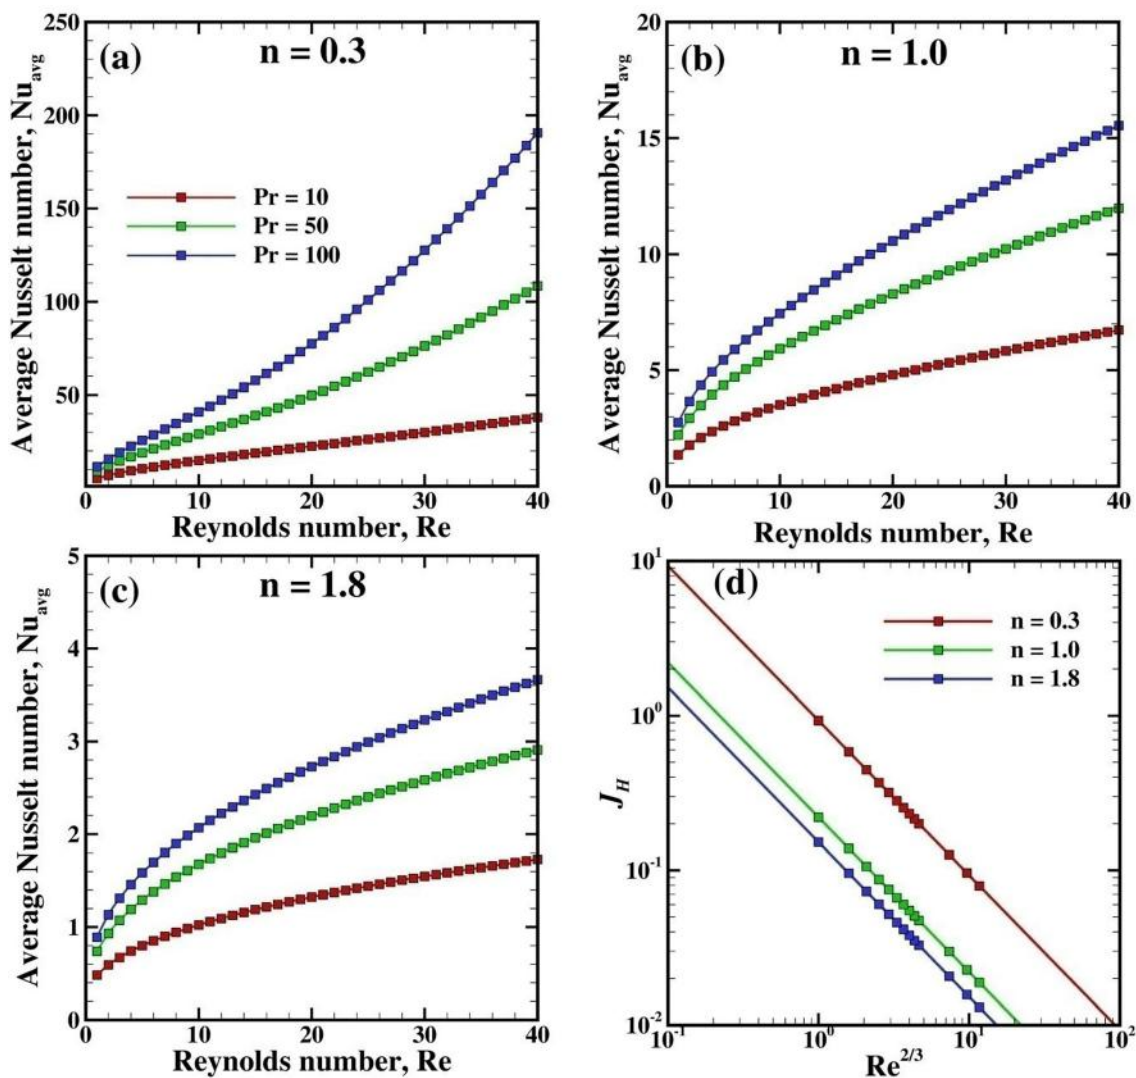 (a)
n = 0.3
Average Nusselt number, Nu_avg
250
200
150
100
50
Pr = 10
Pr = 50
Pr = 100
0 10 20 30 40
Reynolds number, Re
(b)
n = 1.0
Average Nusselt number, Nu_avg
20
15
10
5
0
0 10 20 30 40
Reynolds number, Re
(c)
n = 1.8
Average Nusselt number, Nu_avg
5
4
3
2
1
0
0 10 20 30 40
Reynolds number, Re
(d)
J_H
10^1
10^0
10^-1
10^-2
n = 0.3
n = 1.0
n = 1.8
10^-1 10^0 10^1 10^2
Re^2/3